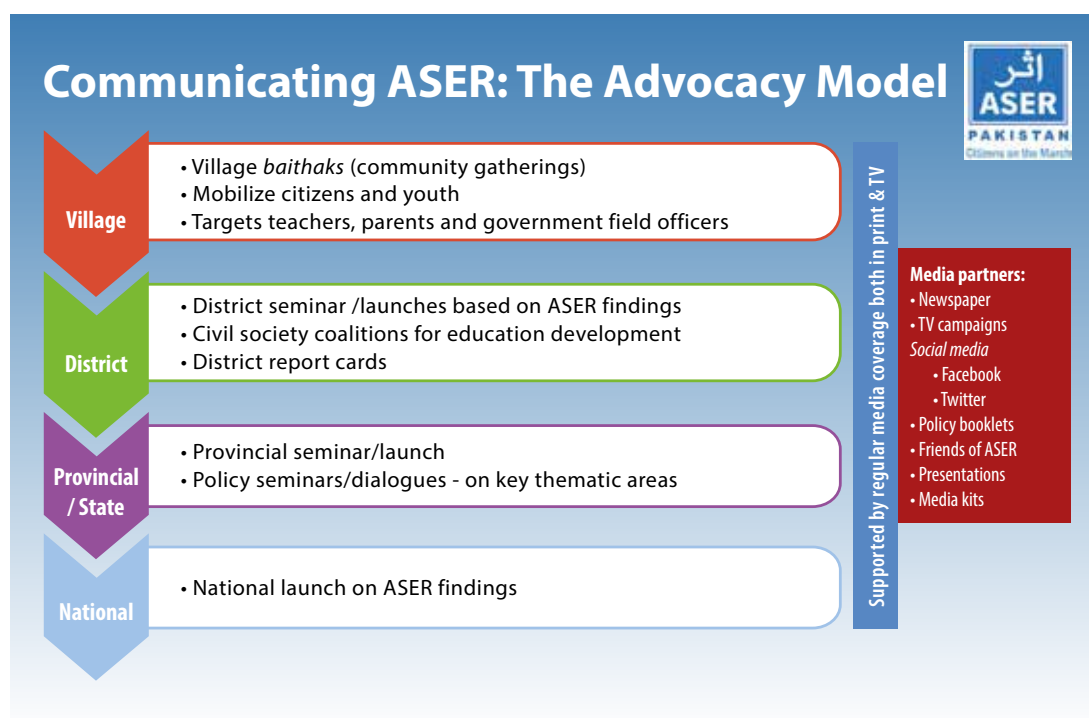 Communicating ASER: The Advocacy Model
اثر
ASER
PAKISTAN
Citizens on the March
Village
• Village baithaks (community gatherings)
• Mobilize citizens and youth
• Targets teachers, parents and government field officers
District
• District seminar /launches based on ASER findings
• Civil society coalitions for education development
• District report cards
Provincial
/ State
• Provincial seminar/launch
• Policy seminars/dialogues - on key thematic areas
National
• National launch on ASER findings
Supported by regular media coverage both in print & TV
Media partners:
• Newspaper
• TV campaigns
Social media
• Facebook
• Twitter
• Policy booklets
• Friends of ASER
• Presentations
• Media kits